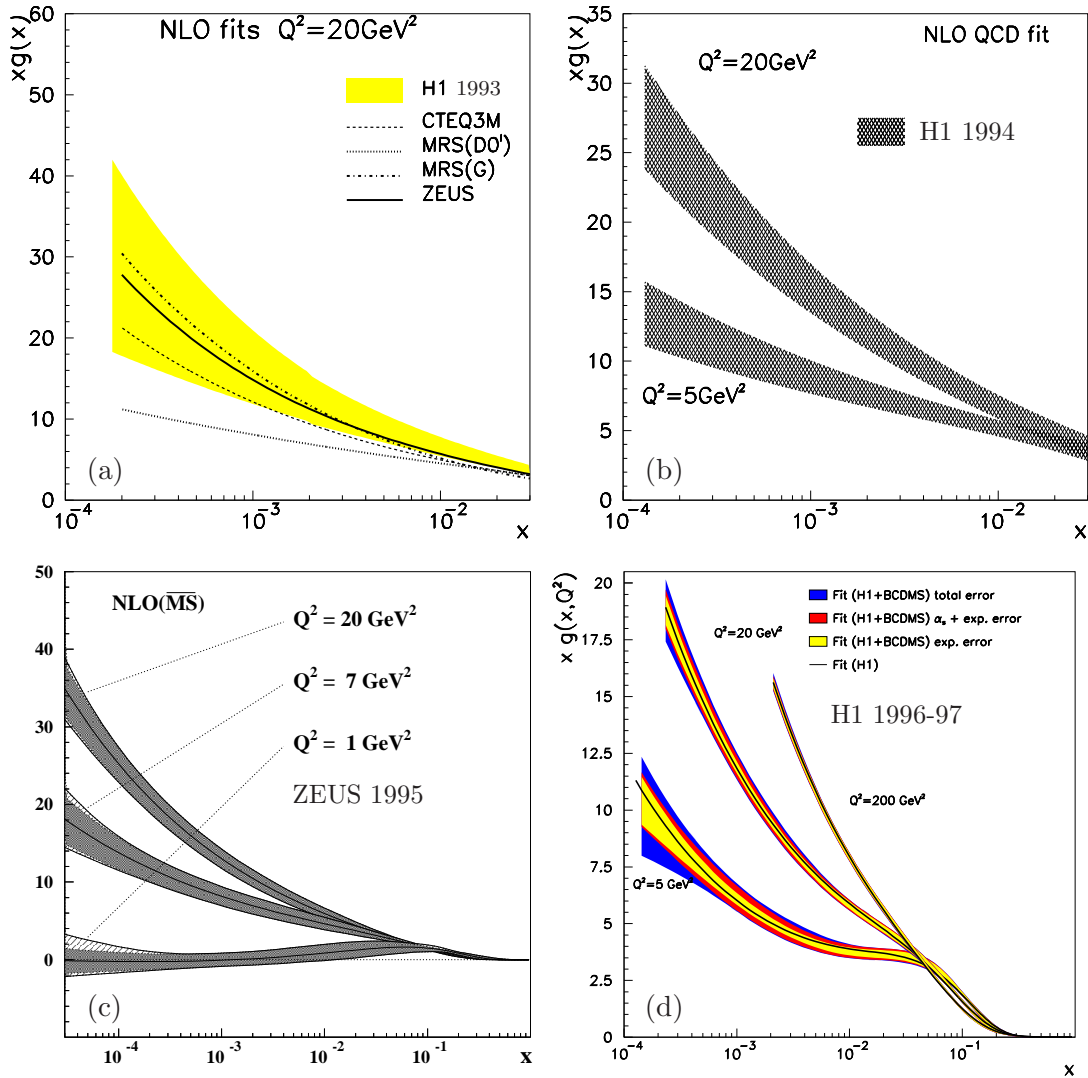 NLO fits Q²=20GeV²
xg(x)
60
50
40
30
20
10
0
H1 1993
CTEQ3M
MRS(D0')
MRS(G)
ZEUS
(a)
10⁻⁴
10⁻³
10⁻²
x
xg(x)
35
30
25
20
15
10
5
0
NLO QCD fit
Q²=20GeV²
H1 1994
Q²=5GeV²
(b)
10⁻⁴
10⁻³
10⁻²
x
50
40
30
20
10
0
NLO(M̅S̅)
Q² = 20 GeV²
Q² = 7 GeV²
Q² = 1 GeV²
ZEUS 1995
(c)
10⁻⁴
10⁻³
10⁻²
10⁻¹
x
x g(x,Q²)
20
17.5
15
12.5
10
7.5
5
2.5
0
Fit (H1+BCDMS) total error
Fit (H1+BCDMS) αₛ + exp. error
Fit (H1+BCDMS) exp. error
Fit (H1)
Q²=20 GeV²
H1 1996-97
Q²=200 GeV²
Q²=5 GeV²
(d)
10⁻⁴
10⁻³
10⁻²
10⁻¹
x